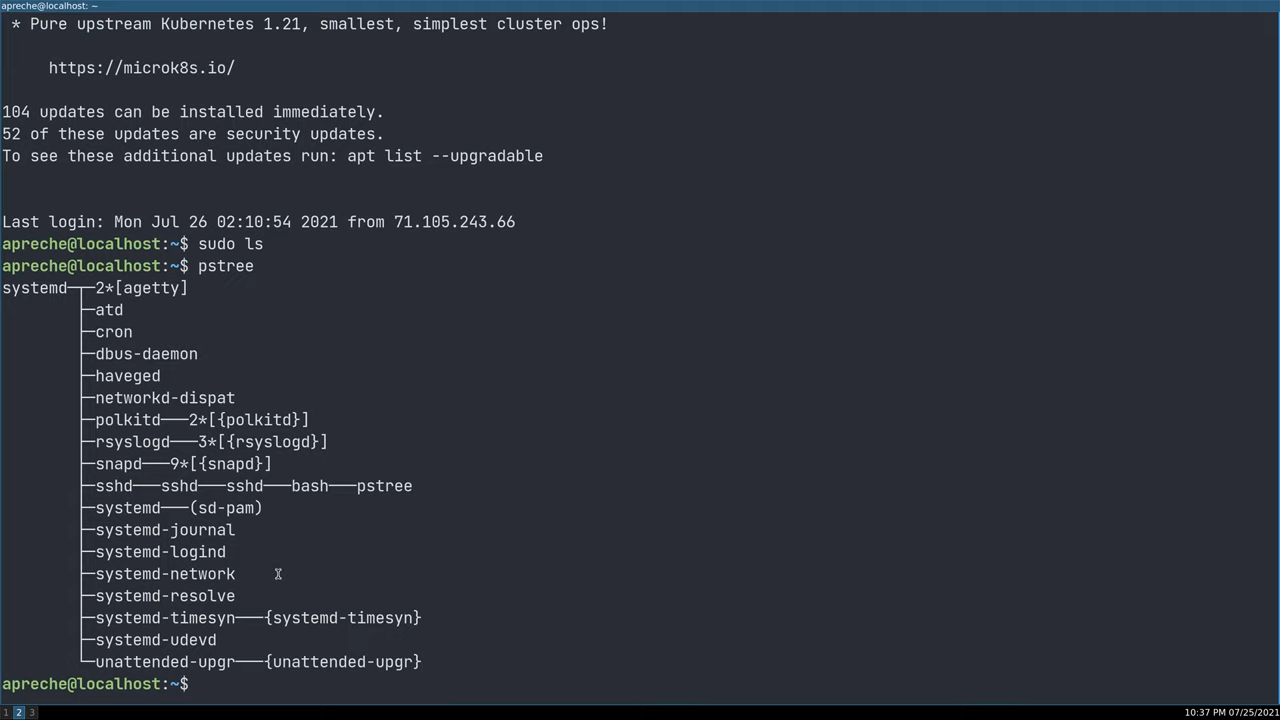 apreche@localhost: ~
 * Pure upstream Kubernetes 1.21, smallest, simplest cluster ops!
     https://microk8s.io/
104 updates can be installed immediately.
52 of these updates are security updates.
To see these additional updates run: apt list --upgradable
Last login: Mon Jul 26 02:10:54 2021 from 71.105.243.66
apreche@localhost:~$ sudo ls
apreche@localhost:~$ pstree
systemd─┬─2*[agetty]
        ├─atd
        ├─cron
        ├─dbus-daemon
        ├─haveged
        ├─networkd-dispat
        ├─polkitd───2*[{polkitd}]
        ├─rsyslogd───3*[{rsyslogd}]
        ├─snapd───9*[{snapd}]
        ├─sshd───sshd───sshd───bash───pstree
        ├─systemd───(sd-pam)
        ├─systemd-journal
        ├─systemd-logind
        ├─systemd-network
        ├─systemd-resolve
        ├─systemd-timesyn───{systemd-timesyn}
        ├─systemd-udevd
        └─unattended-upgr───{unattended-upgr}
apreche@localhost:~$
1 2 3 10:37 PM 07/25/2021